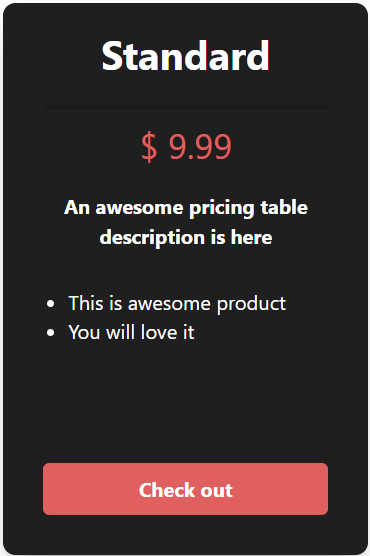 Standard
$ 9.99
An awesome pricing table
description is here
This is awesome product
You will love it
Check out